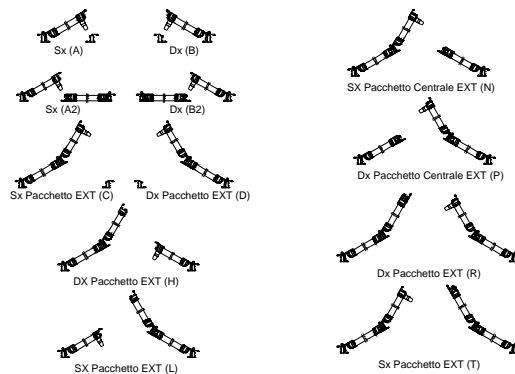 Sx (A)
Dx (B)
Sx (A2)
Dx (B2)
Sx Pacchetto EXT (C)
Dx Pacchetto EXT (D)
DX Pacchetto EXT (H)
SX Pacchetto EXT (L)
SX Pacchetto Centrale EXT (N)
Dx Pacchetto Centrale EXT (P)
Dx Pacchetto EXT (R)
Sx Pacchetto EXT (T)